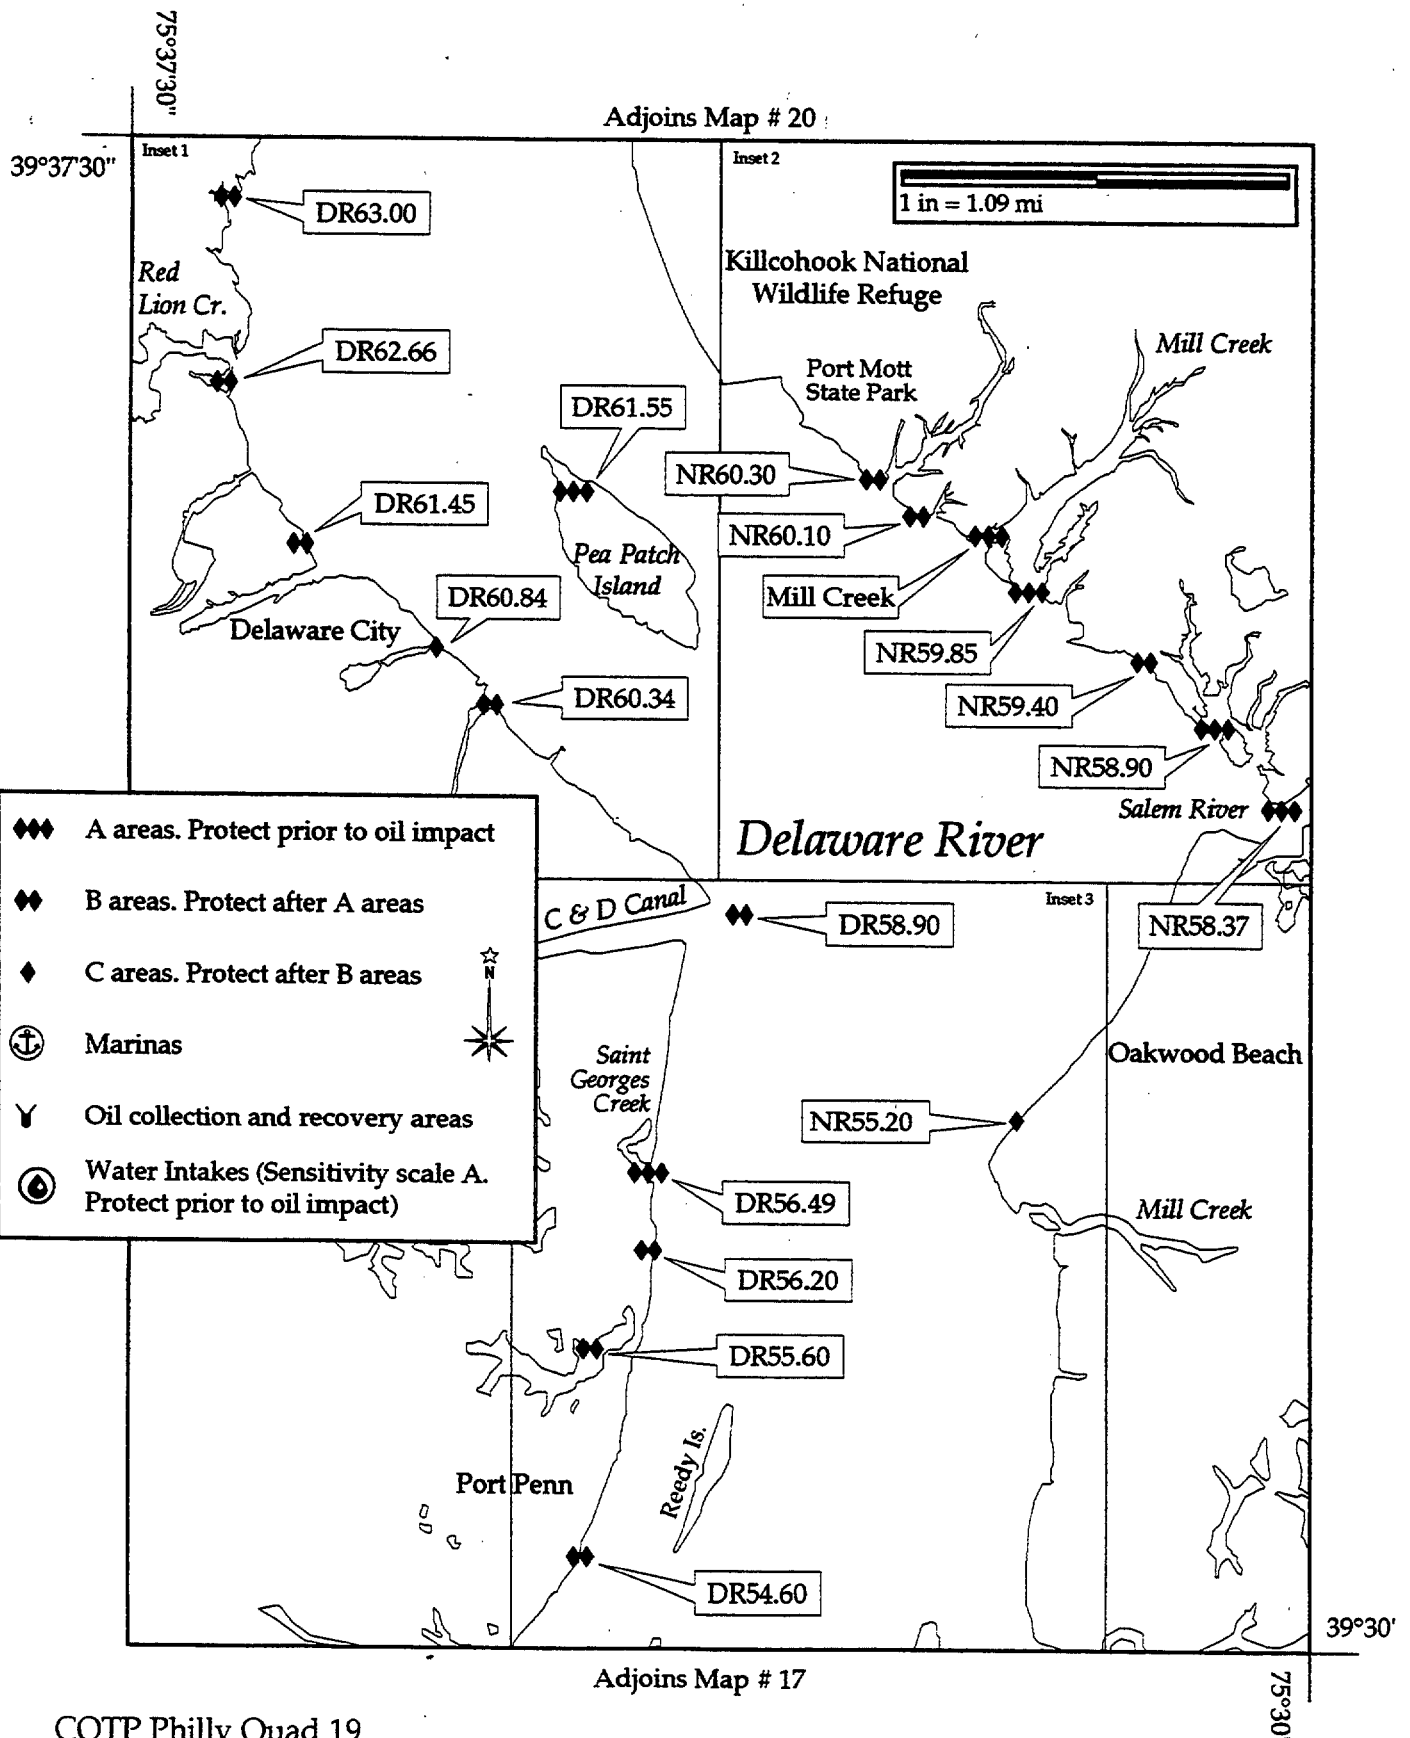 75°37'30"
Adjoins Map # 20
39°37'30"
Inset 1
Inset 2
1 in = 1.09 mi
DR63.00
Killcohook National
Wildlife Refuge
Red
Lion Cr.
DR62.66
Port Mott
State Park
Mill Creek
DR61.55
NR60.30
DR61.45
NR60.10
Pea Patch
Island
Mill Creek
DR60.84
Delaware City
NR59.85
DR60.34
NR59.40
NR58.90
Salem River
Delaware River
A areas. Protect prior to oil impact
B areas. Protect after A areas
C areas. Protect after B areas
N
Marinas
Oil collection and recovery areas
Water Intakes (Sensitivity scale A.
Protect prior to oil impact)
C & D Canal
DR58.90
Inset 3
NR58.37
Saint
Georges
Creek
Oakwood Beach
NR55.20
DR56.49
Mill Creek
DR56.20
DR55.60
Reedy Is.
Port Penn
DR54.60
39°30'
Adjoins Map # 17
75°30'
COTP Philly Quad 19